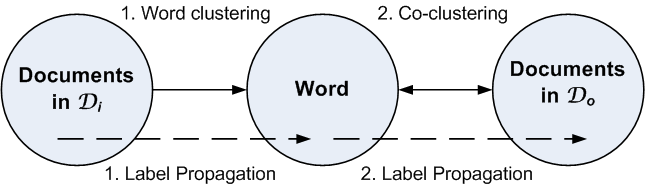 1. Word clustering
2. Co-clustering
Documents
in 𝒟i
Word
Documents
in 𝒟o
1. Label Propagation
2. Label Propagation